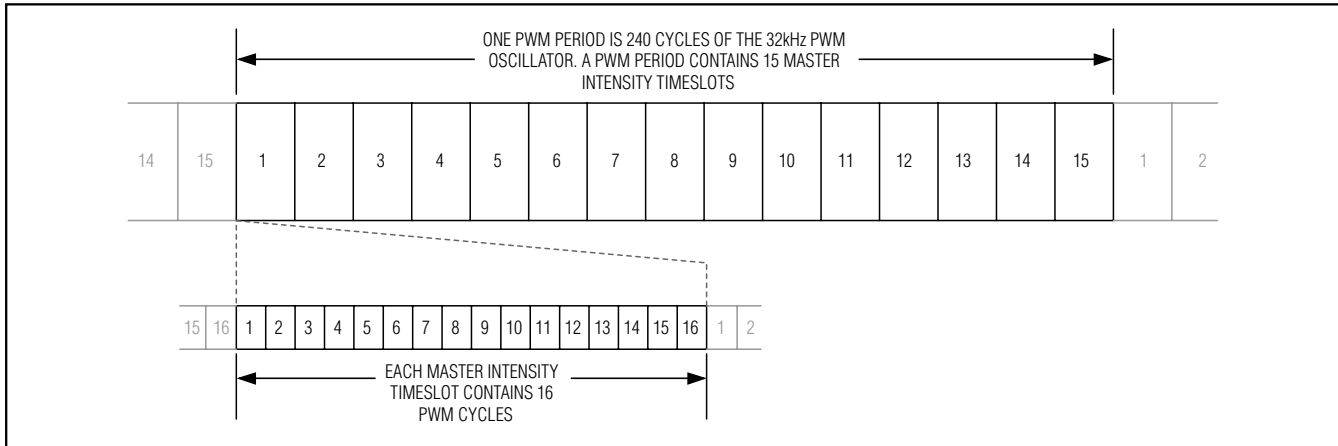 ONE PWM PERIOD IS 240 CYCLES OF THE 32kHz PWM
OSCILLATOR. A PWM PERIOD CONTAINS 15 MASTER
INTENSITY TIMESLOTS
14 15 1 2 3 4 5 6 7 8 9 10 11 12 13 14 15 1 2
15 16 1 2 3 4 5 6 7 8 9 10 11 12 13 14 15 16 1 2
EACH MASTER INTENSITY
TIMESLOT CONTAINS 16
PWM CYCLES